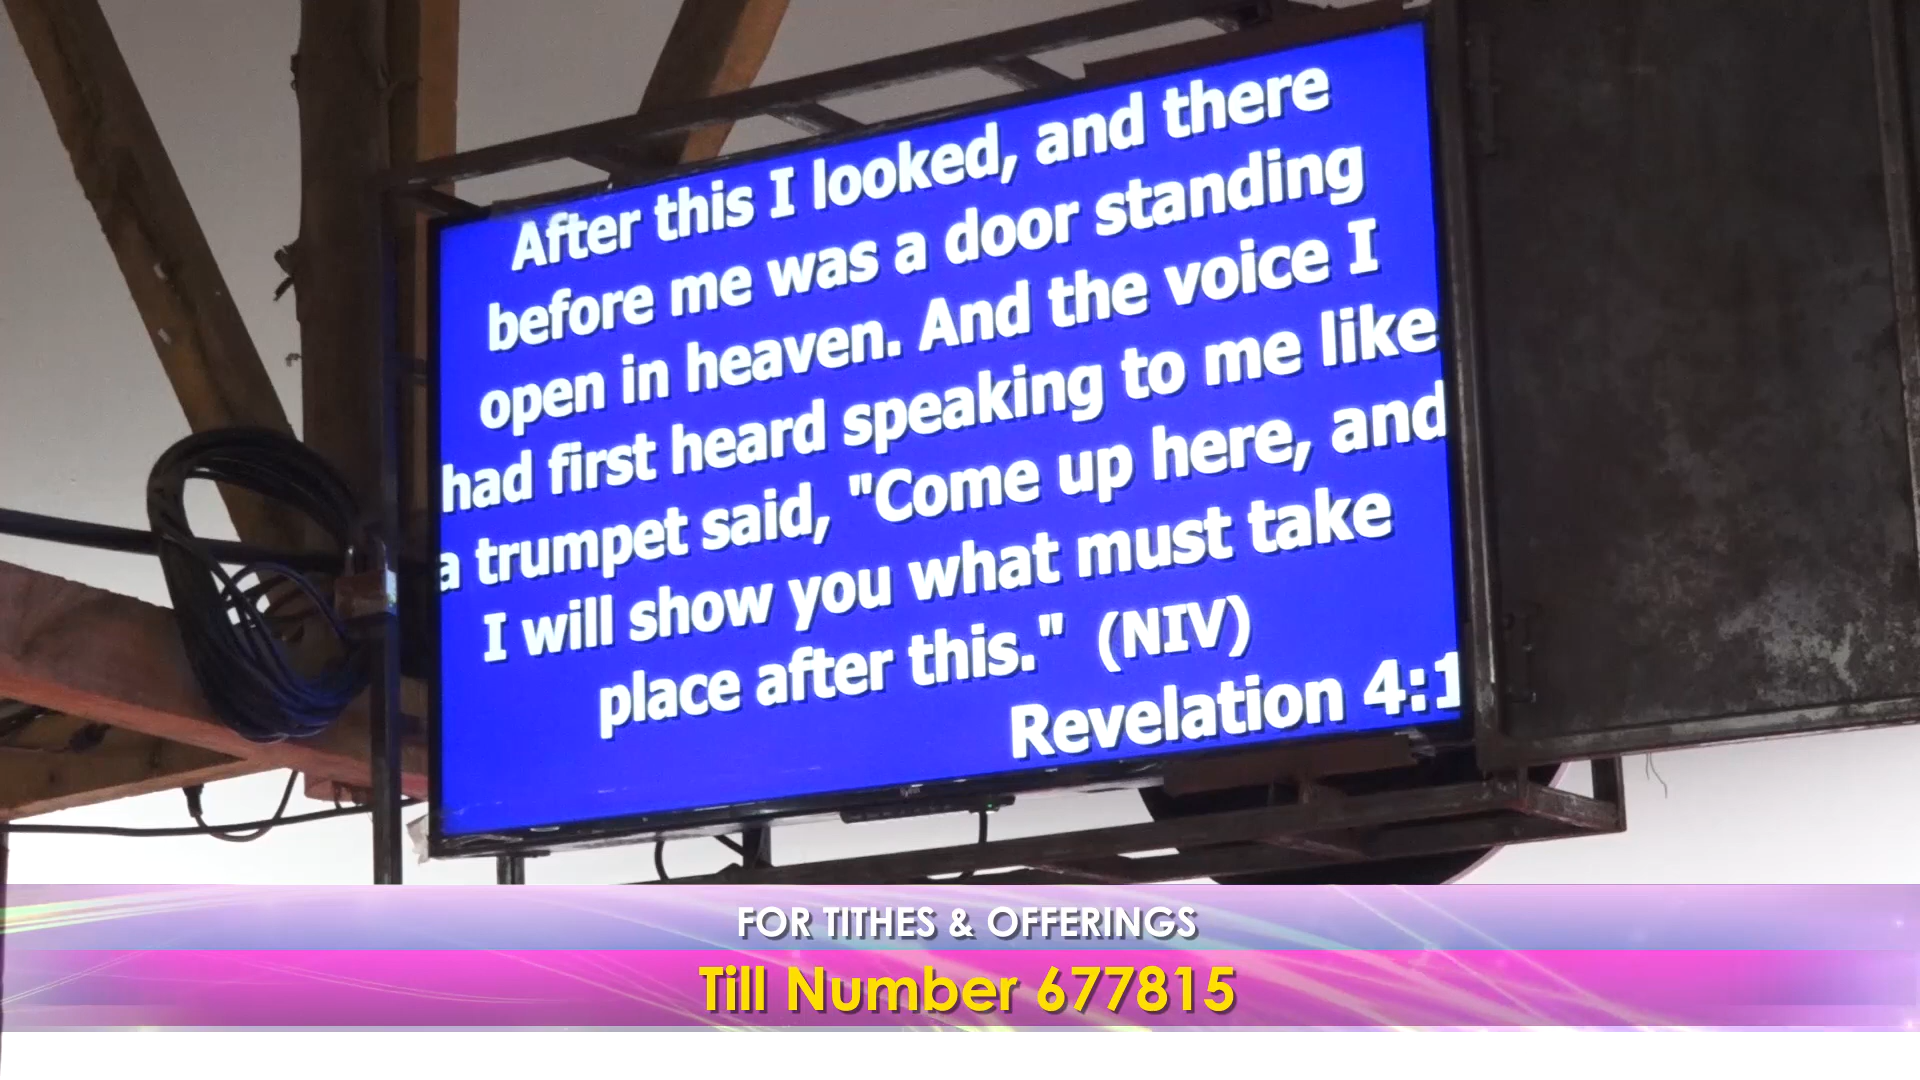 After this I looked, and there
before me was a door standing
open in heaven. And the voice I
had first heard speaking to me like
a trumpet said, "Come up here, and
I will show you what must take
place after this." (NIV)
Revelation 4:1
FOR TITHES & OFFERINGS
Till Number 677815